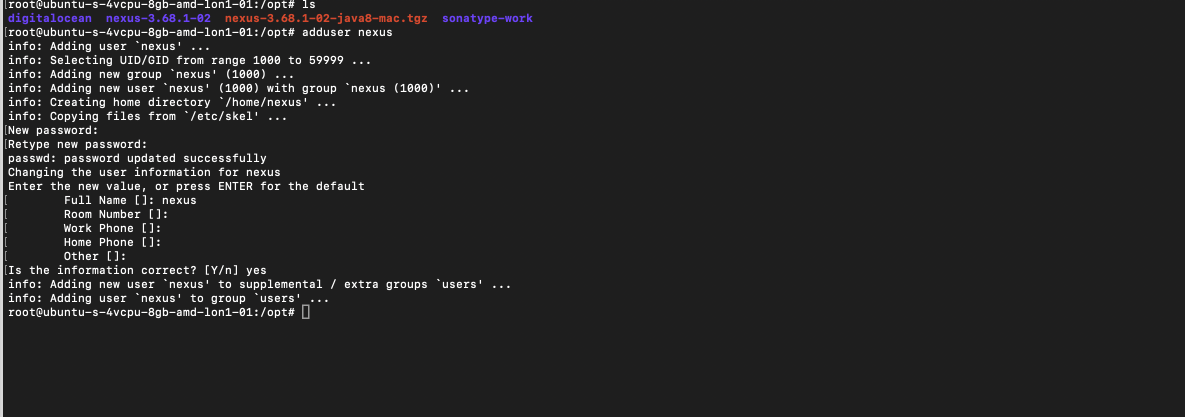 [root@ubuntu-s-4vcpu-8gb-amd-lon1-01:/opt# ls
digitalocean  nexus-3.68.1-02  nexus-3.68.1-02-java8-mac.tgz  sonatype-work
[root@ubuntu-s-4vcpu-8gb-amd-lon1-01:/opt# adduser nexus
info: Adding user `nexus' ...
info: Selecting UID/GID from range 1000 to 59999 ...
info: Adding new group `nexus' (1000) ...
info: Adding new user `nexus' (1000) with group `nexus (1000)' ...
info: Creating home directory `/home/nexus' ...
info: Copying files from `/etc/skel' ...
[New password:
[Retype new password:
passwd: password updated successfully
Changing the user information for nexus
Enter the new value, or press ENTER for the default
[        Full Name []: nexus
[        Room Number []:
[        Work Phone []:
[        Home Phone []:
[        Other []:
[Is the information correct? [Y/n] yes
info: Adding new user `nexus' to supplemental / extra groups `users' ...
info: Adding user `nexus' to group `users' ...
root@ubuntu-s-4vcpu-8gb-amd-lon1-01:/opt#